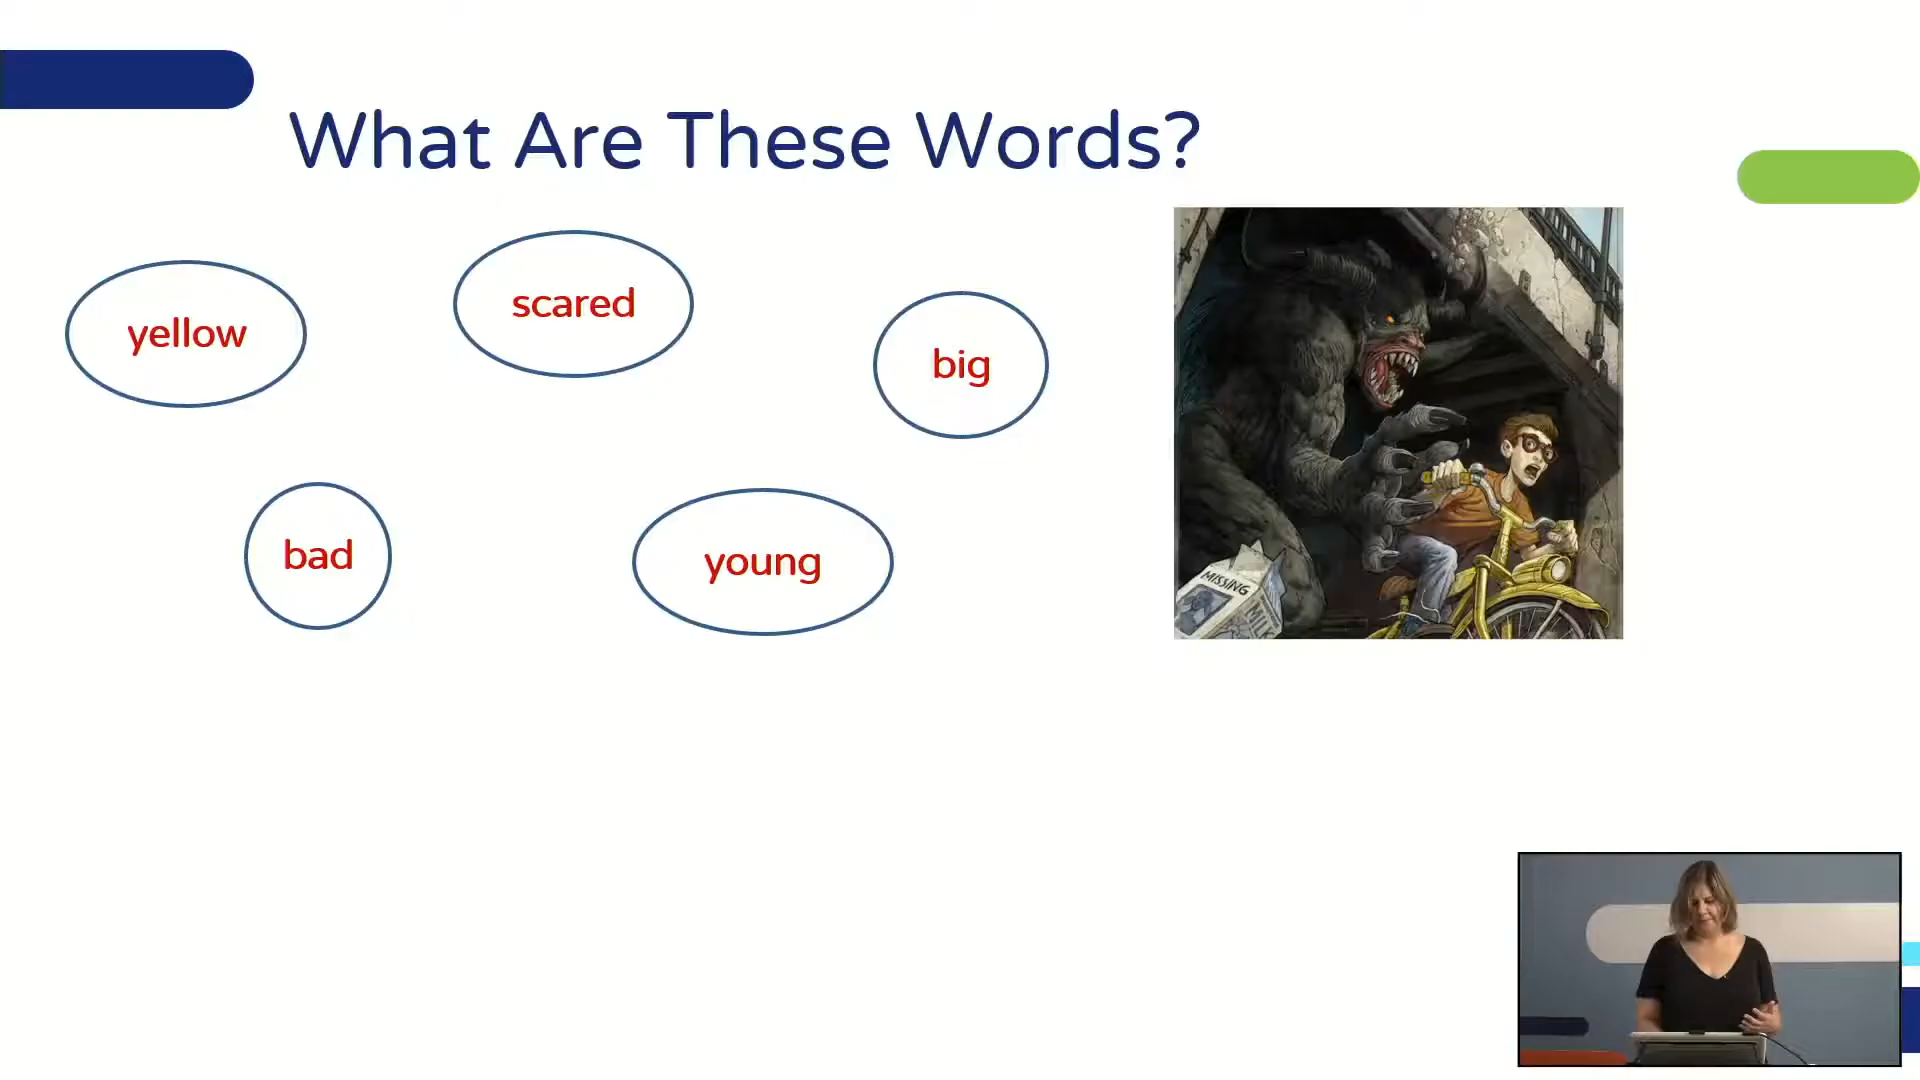 What Are These Words?
yellow
scared
big
bad
young
MISSING
MILK